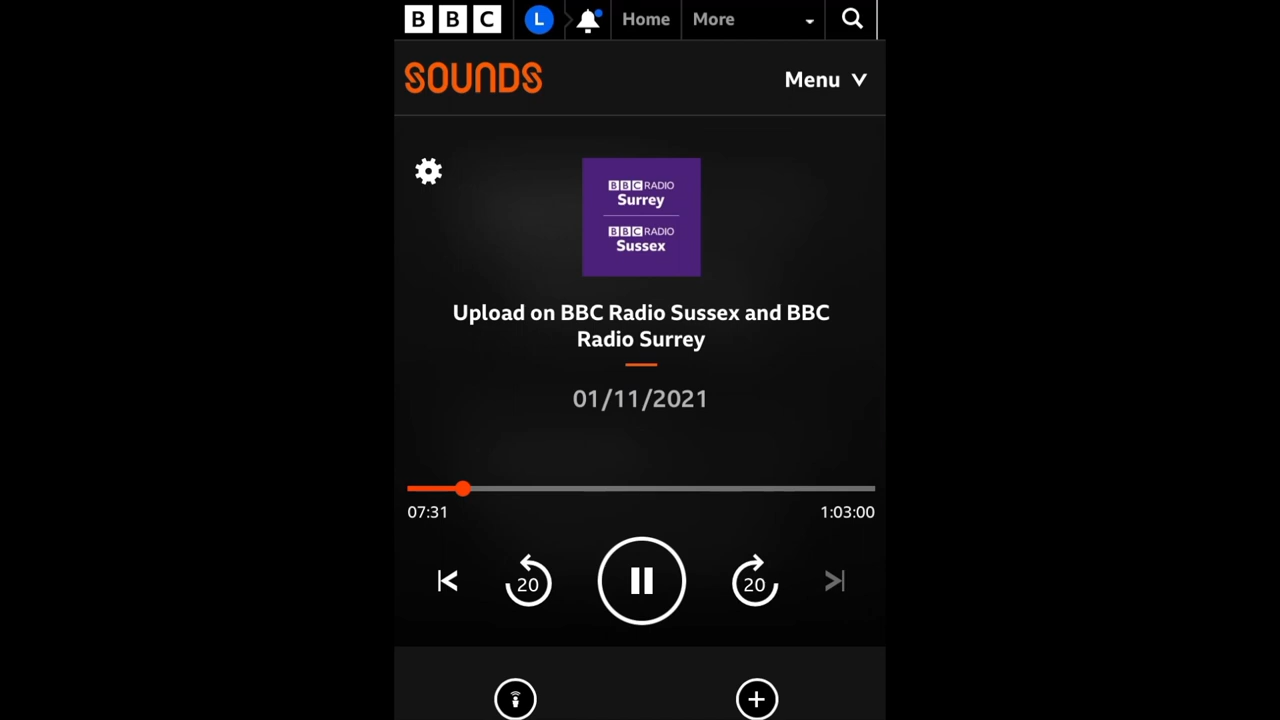 BBC L Home More
SOUNDS Menu
BBC RADIO
Surrey
BBC RADIO
Sussex
Upload on BBC Radio Sussex and BBC
Radio Surrey
01/11/2021
07:31 1:03:00
20 20